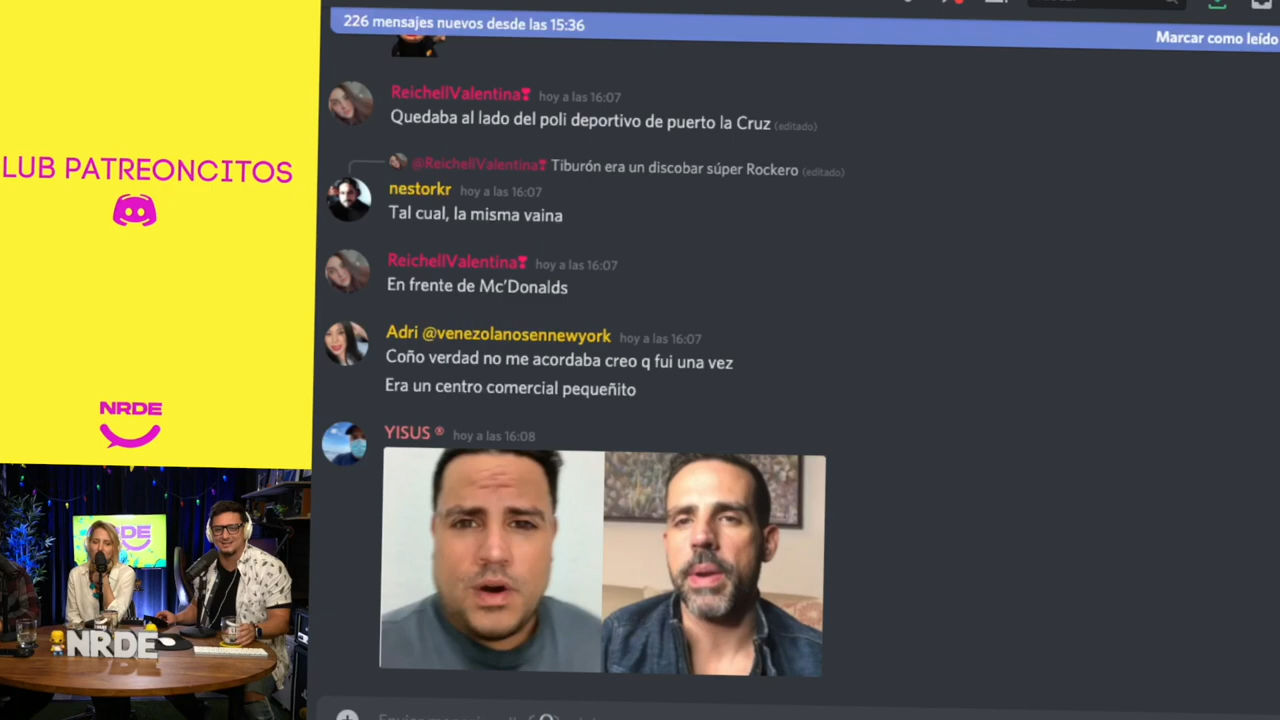 226 mensajes nuevos desde las 15:36
Marcar como leído
LUB PATREONCITOS
ReichellValentina❣ hoy a las 16:07
Quedaba al lado del poli deportivo de puerto la Cruz (editado)
@ReichellValentina❣ Tiburón era un discobar súper Rockero (editado)
nestorkr hoy a las 16:07
Tal cual, la misma vaina
ReichellValentina❣ hoy a las 16:07
En frente de Mc'Donalds
Adri @venezolanosennewyork hoy a las 16:07
Coño verdad no me acordaba creo q fui una vez
Era un centro comercial pequeñito
YISUS ® hoy a las 16:08
NRDE
NRDE
NRDE